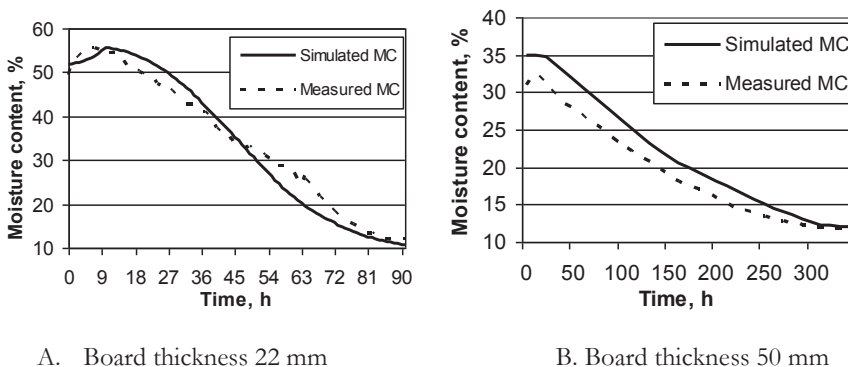 Moisture content, %
60
50
40
30
20
10
Simulated MC
Measured MC
0 9 18 27 36 45 54 63 72 81 90
Time, h
A. Board thickness 22 mm
Moisture content, %
40
35
30
25
20
15
10
Simulated MC
Measured MC
0 50 100 150 200 250 300
Time, h
B. Board thickness 50 mm